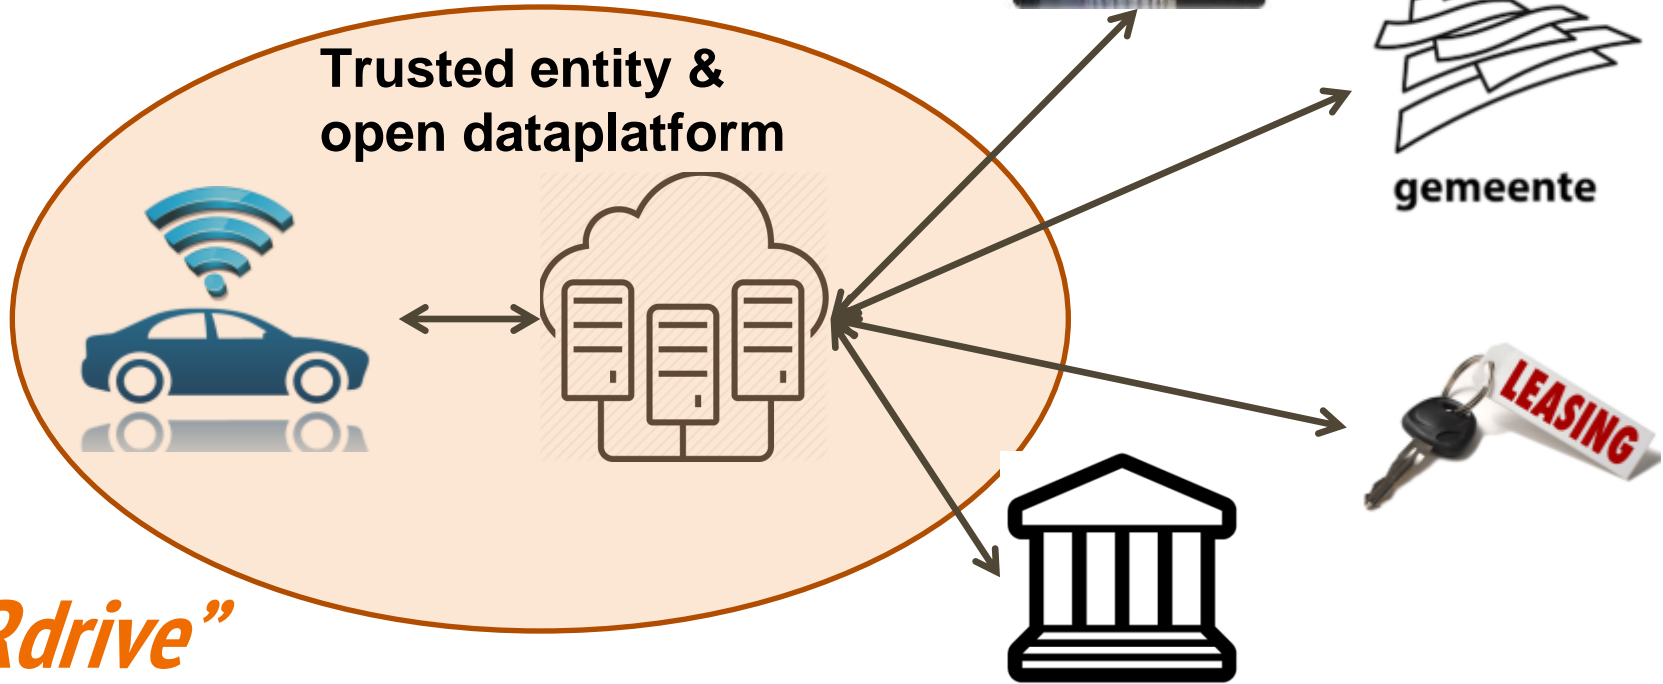 Trusted entity &
open dataplatform
gemeente
LEASING
Rdrive”